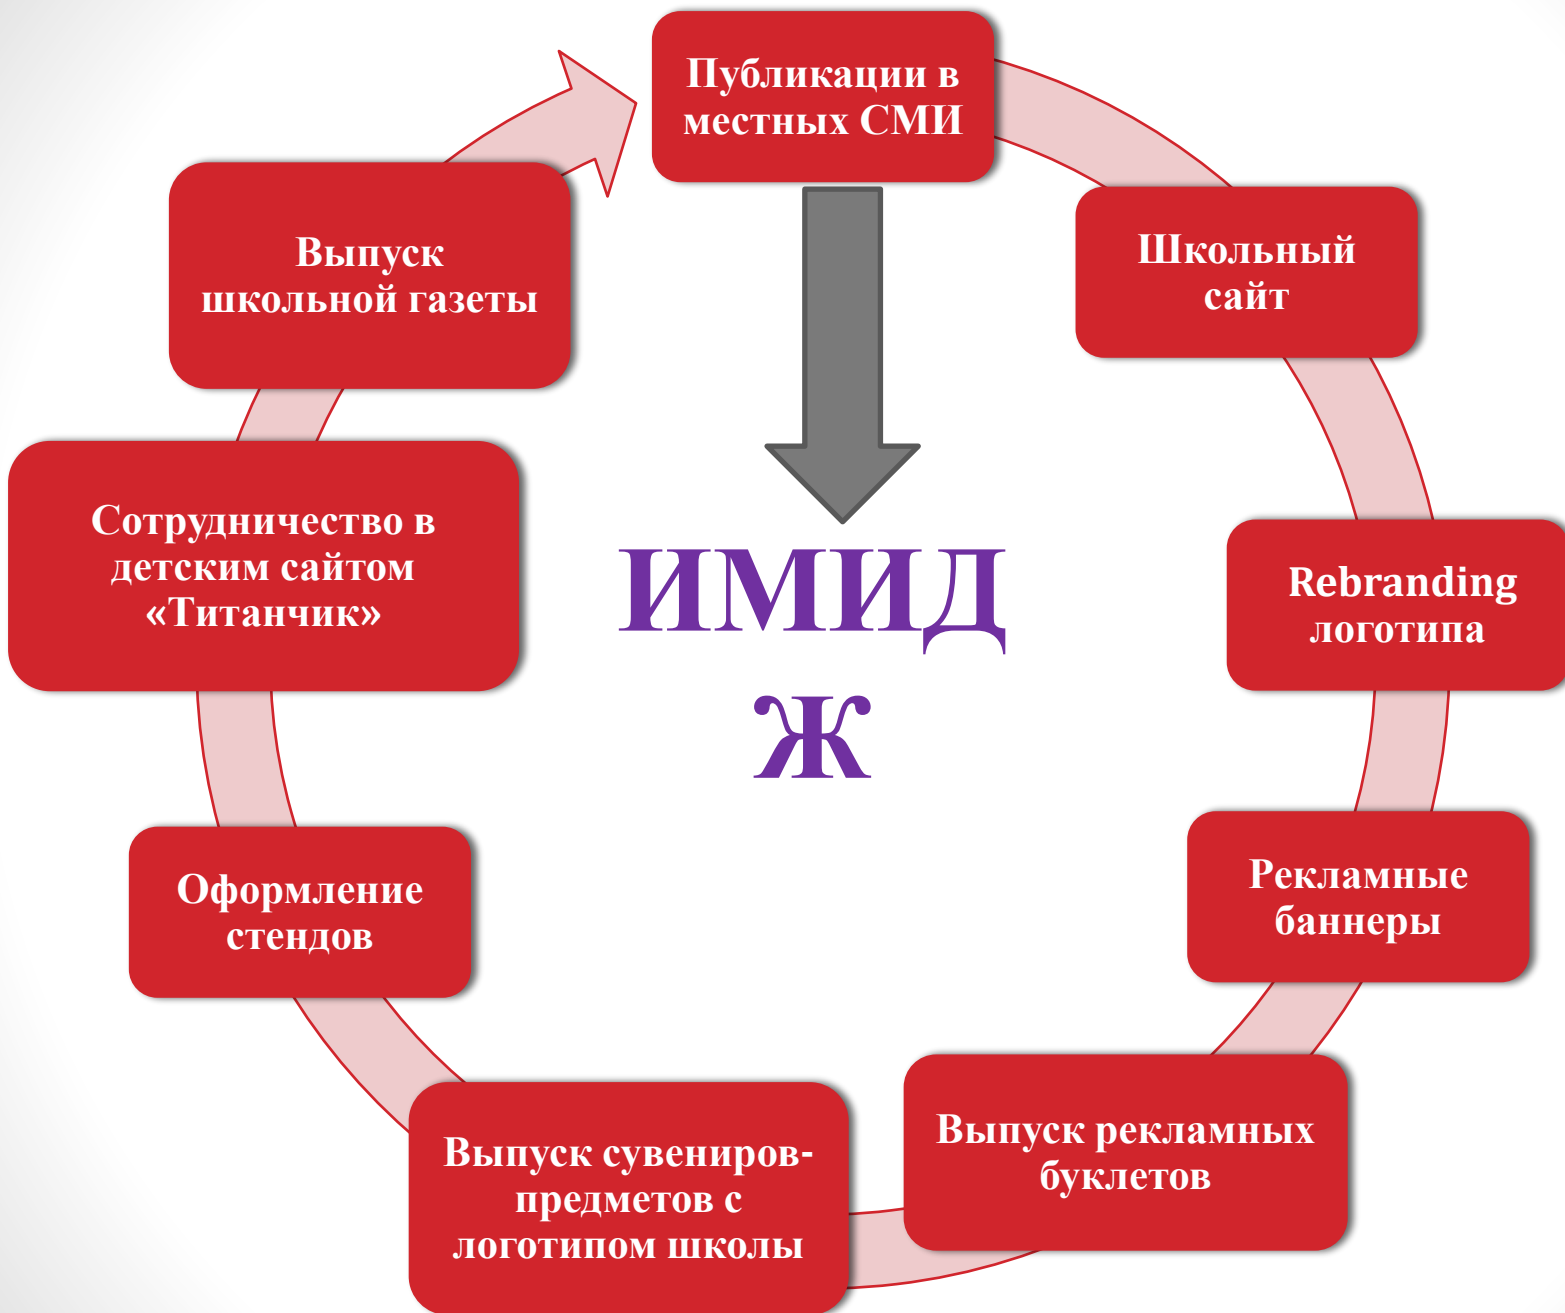 Публикации в
местных СМИ
Школьный
сайт
Rebranding
логотипа
Рекламные
баннеры
Выпуск рекламных
буклетов
Выпуск сувениров-
предметов с
логотипом школы
Оформление
стендов
Сотрудничество в
детским сайтом
«Титанчик»
Выпуск
школьной газеты
ИМИД
Ж